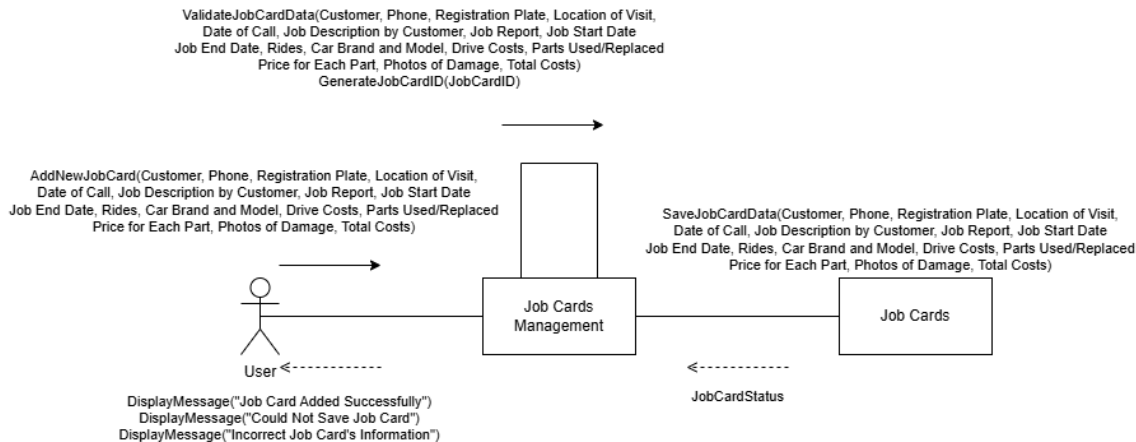 ValidateJobCardData(Customer, Phone, Registration Plate, Location of Visit,
Date of Call, Job Description by Customer, Job Report, Job Start Date
Job End Date, Rides, Car Brand and Model, Drive Costs, Parts Used/Replaced
Price for Each Part, Photos of Damage, Total Costs)
GenerateJobCardID(JobCardID)
AddNewJobCard(Customer, Phone, Registration Plate, Location of Visit,
Date of Call, Job Description by Customer, Job Report, Job Start Date
Job End Date, Rides, Car Brand and Model, Drive Costs, Parts Used/Replaced
Price for Each Part, Photos of Damage, Total Costs)
SaveJobCardData(Customer, Phone, Registration Plate, Location of Visit,
Date of Call, Job Description by Customer, Job Report, Job Start Date
Job End Date, Rides, Car Brand and Model, Drive Costs, Parts Used/Replaced
Price for Each Part, Photos of Damage, Total Costs)
Job Cards
Management
Job Cards
User
DisplayMessage("Job Card Added Successfully")
DisplayMessage("Could Not Save Job Card")
DisplayMessage("Incorrect Job Card's Information")
JobCardStatus